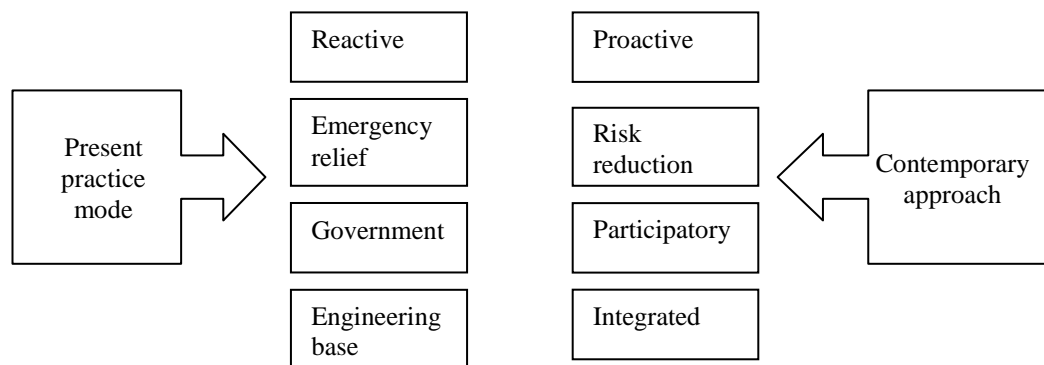 Present
practice
mode
Reactive
Emergency
relief
Government
Engineering
base
Proactive
Risk
reduction
Participatory
Integrated
Contemporary
approach